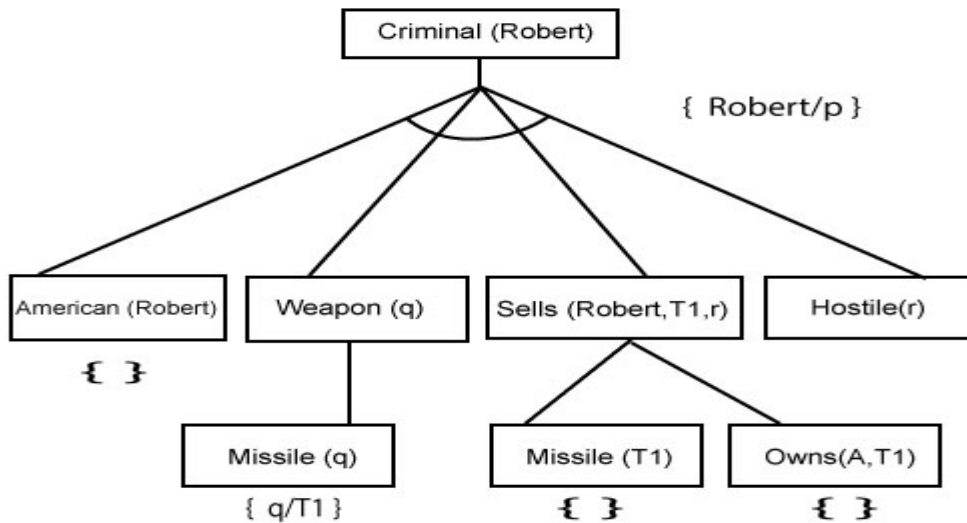 Criminal (Robert)
{ Robert/p }
American (Robert)
Weapon (q)
Sells (Robert,T1,r)
Hostile(r)
{ }
Missile (q)
Missile (T1)
Owns(A,T1)
{ q/T1 }
{ }
{ }